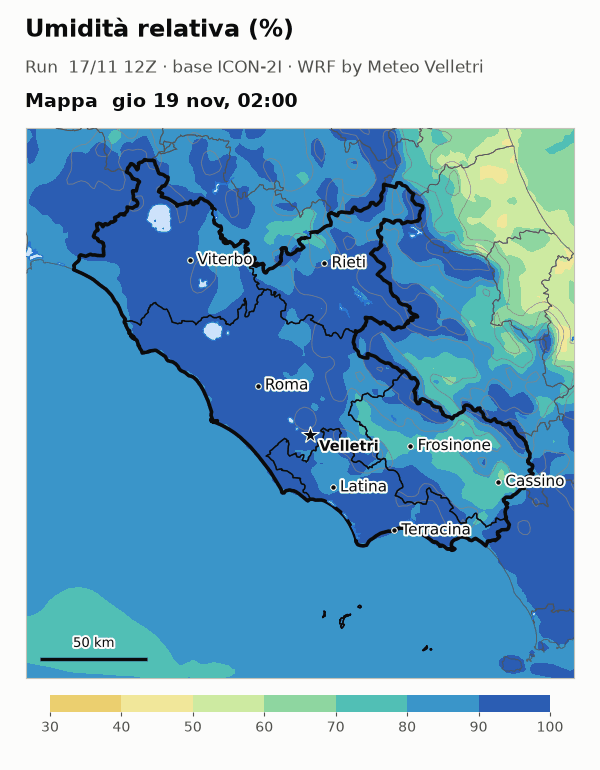 Umidità relativa (%)
Run  17/11 12Z · base ICON-2I · WRF by Meteo Velletri
Mappa  gio 19 nov, 02:00
Viterbo
Rieti
Roma
Velletri
Frosinone
Cassino
Latina
Terracina
50 km
30 40 50 60 70 80 90 100